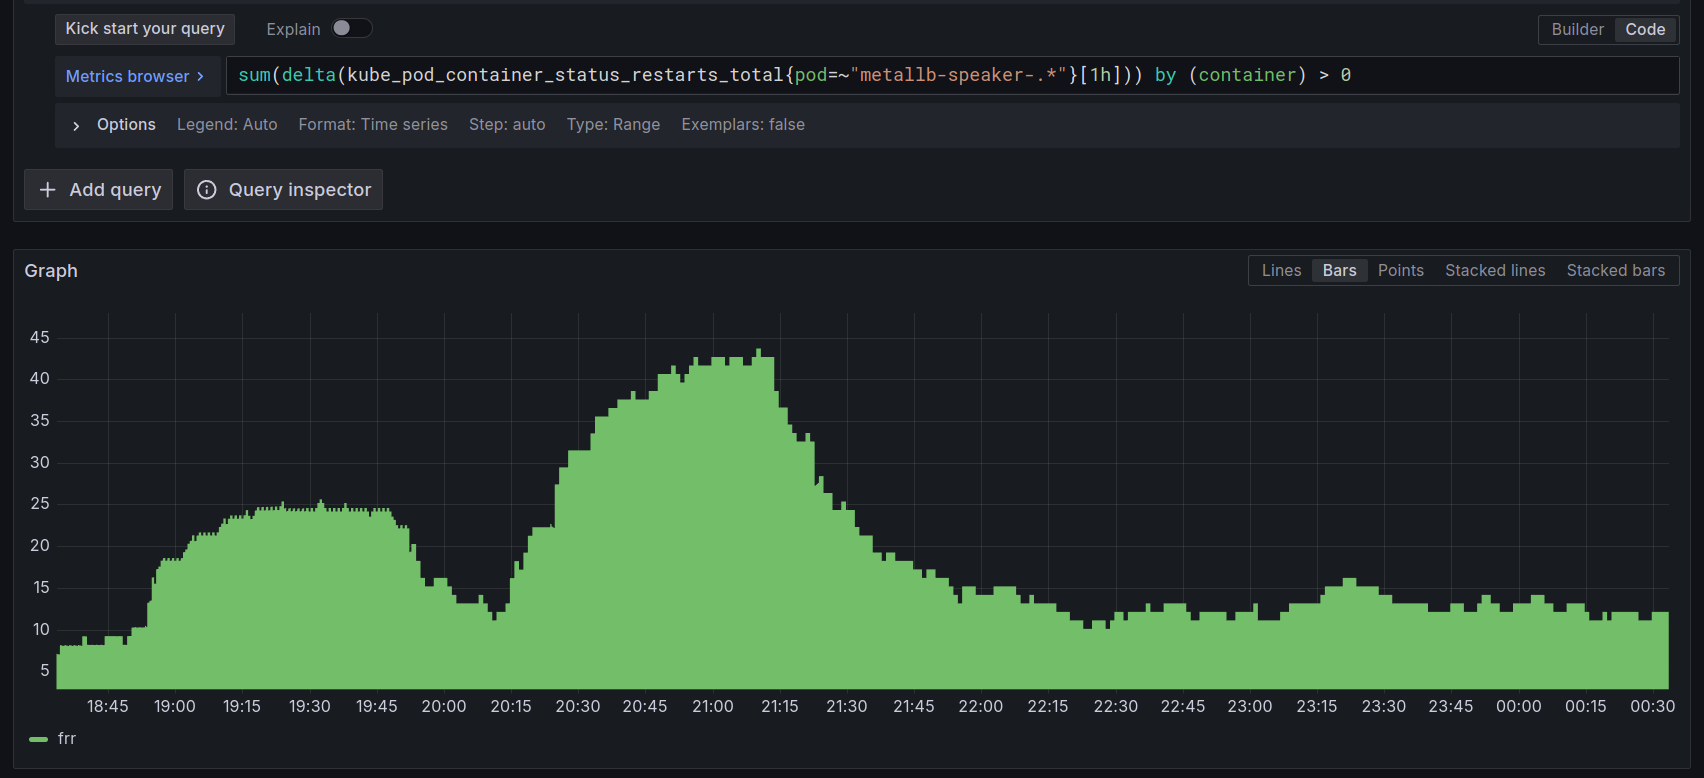 Kick start your query Explain Builder Code
Metrics browser > sum(delta(kube_pod_container_status_restarts_total{pod=~"metallb-speaker-.*"}[1h])) by (container) > 0
> Options Legend: Auto Format: Time series Step: auto Type: Range Exemplars: false
+ Add query Query inspector
Graph Lines Bars Points Stacked lines Stacked bars
45
40
35
30
25
20
15
10
5
18:45 19:00 19:15 19:30 19:45 20:00 20:15 20:30 20:45 21:00 21:15 21:30 21:45 22:00 22:15 22:30 22:45 23:00 23:15 23:30 23:45 00:00 00:15 00:30
frr